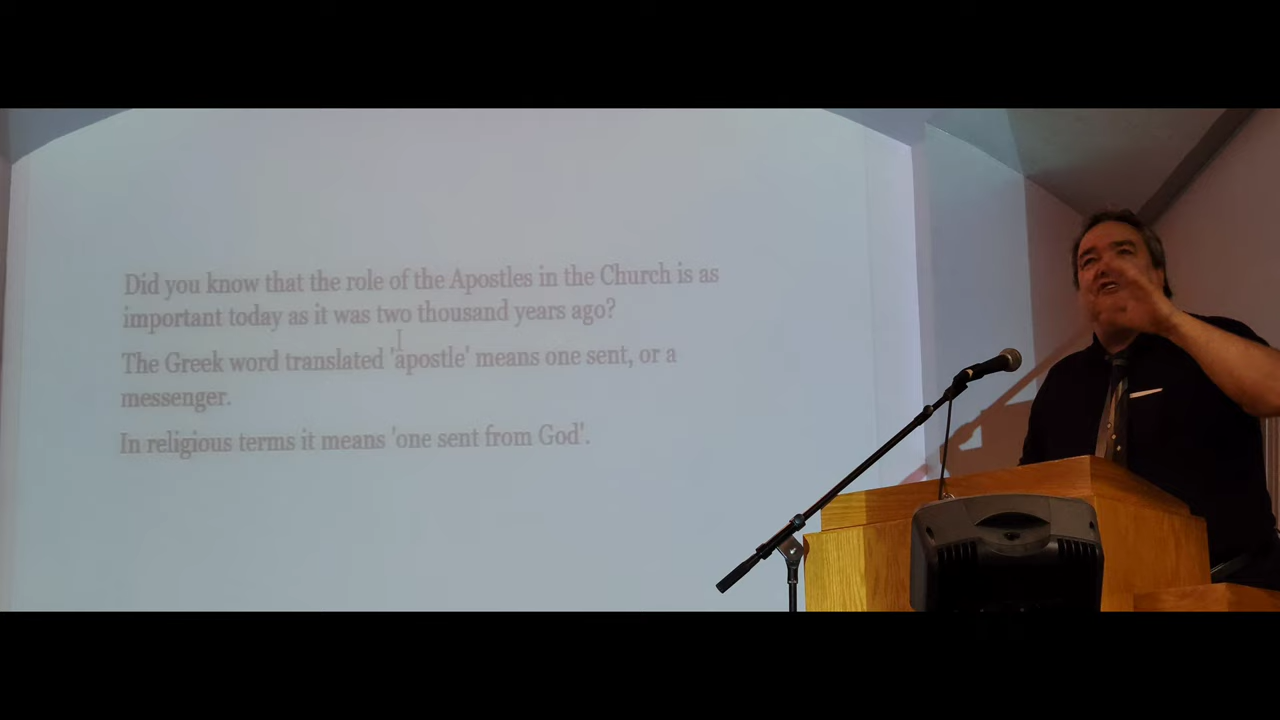 Did you know that the role of the Apostles in the Church is as
important today as it was two thousand years ago?
The Greek word translated 'apostle' means one sent, or a
messenger.
In religious terms it means 'one sent from God'.